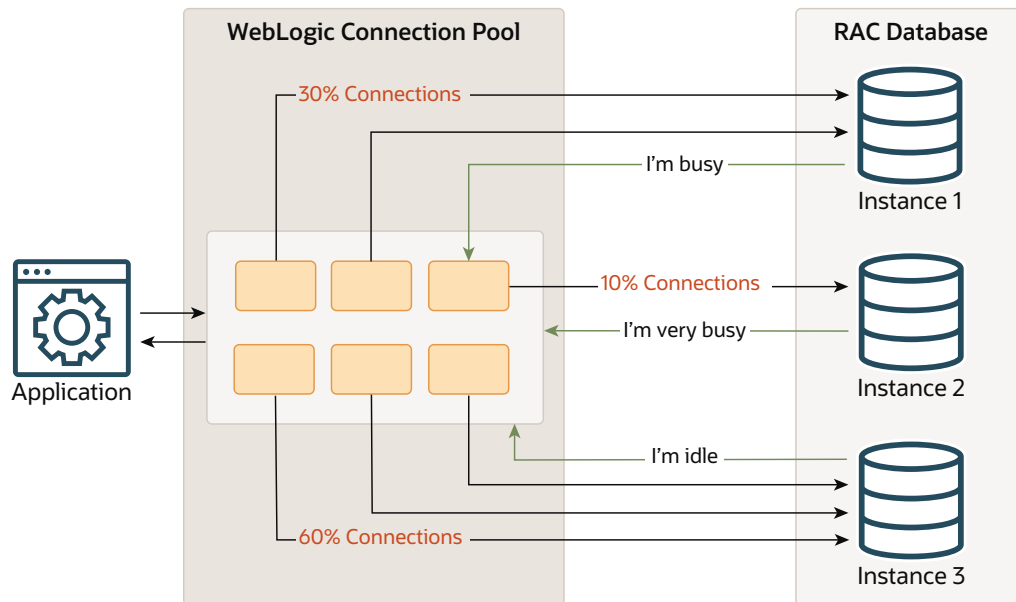 WebLogic Connection Pool
RAC Database
30% Connections
I'm busy
Instance 1
10% Connections
I'm very busy
Application
Instance 2
I'm idle
60% Connections
Instance 3